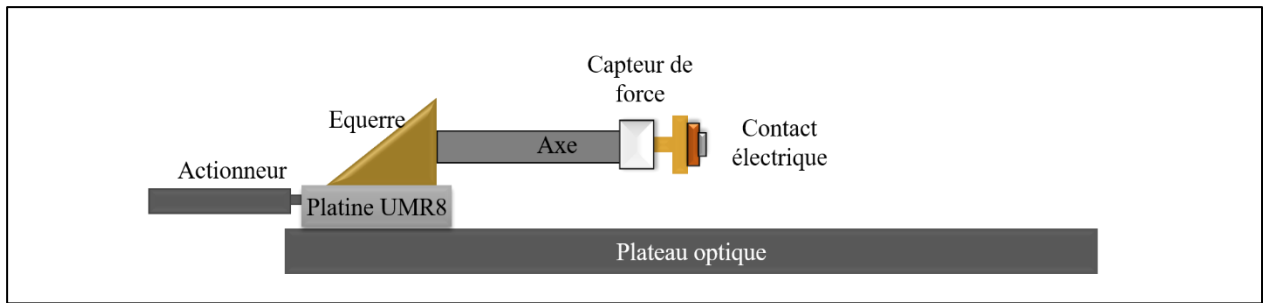 Capteur de
force
Equerre
Axe
Contact
électrique
Actionneur
Platine UMR8
Plateau optique